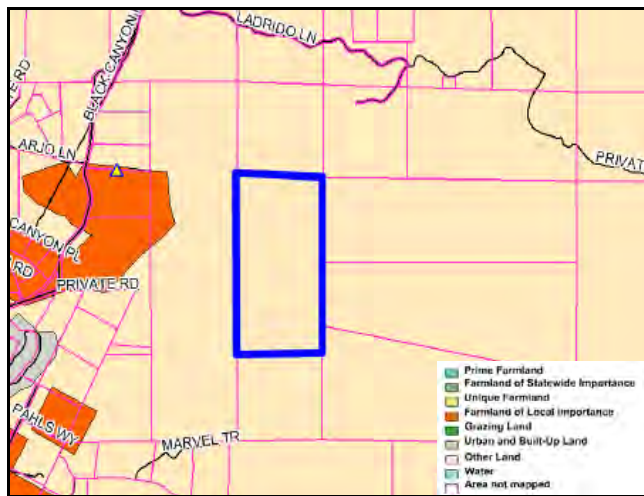 LADRIDO LN
BLACK CANYON
E RD
ARJO LN
PRIVAT
CANYON PL
RD
PRIVATE RD
PAHLS WY
MARVEL TR
Prime Farmland
Farmland of Statewide Importance
Unique Farmland
Farmland of Local Importance
Grazing Land
Urban and Built-Up Land
Other Land
Water
Area not mapped